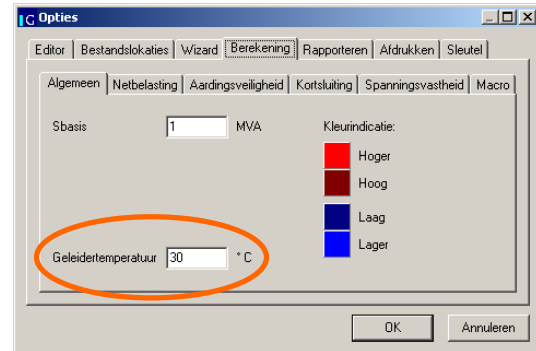 G Opties
Editor Bestandslokaties Wizard Berekening Rapporteren Afdrukken Sleutel
Algemeen Netbelasting Aardingsveiligheid Kortsluiting Spanningsvastheid Macro
Sbasis 1 MVA Kleurindicatie:
Hoger
Hoog
Laag
Lager
Geleidertemperatuur 30 ° C
OK Annuleren